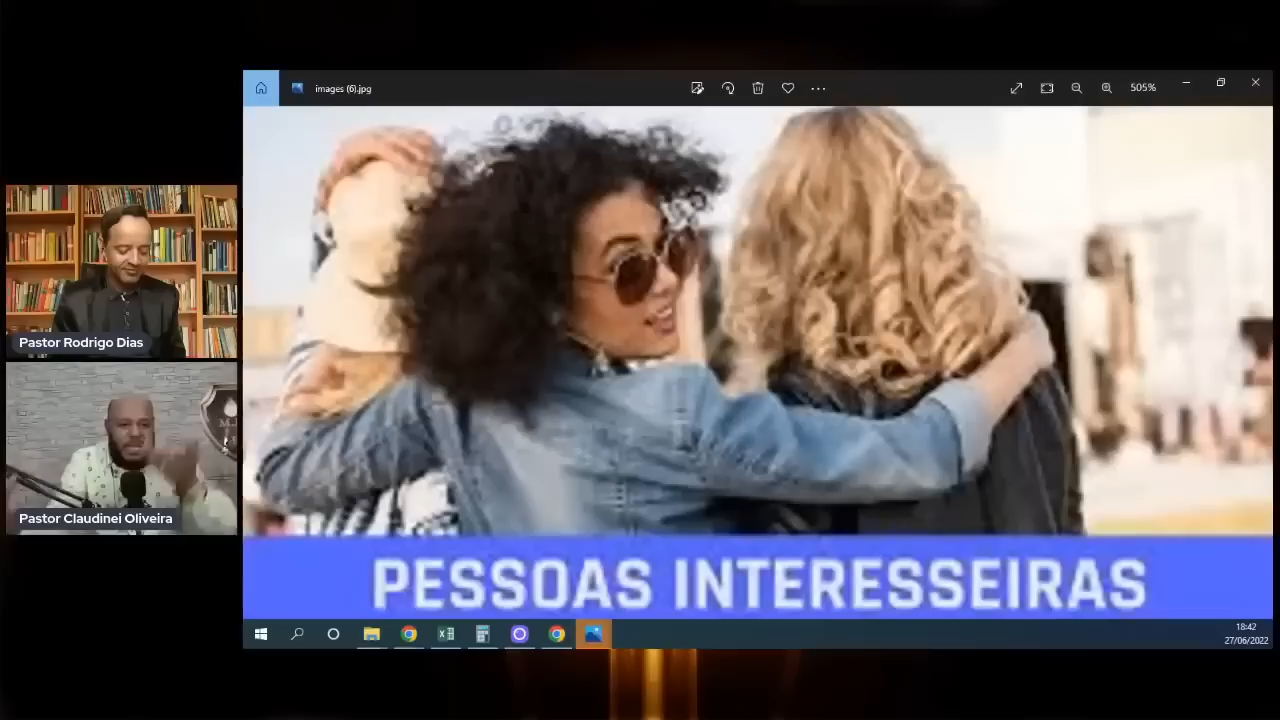 images (6).jpg
505%
Pastor Rodrigo Dias
Pastor Claudinei Oliveira
PESSOAS INTERESSEIRAS
18:42
27/06/2022